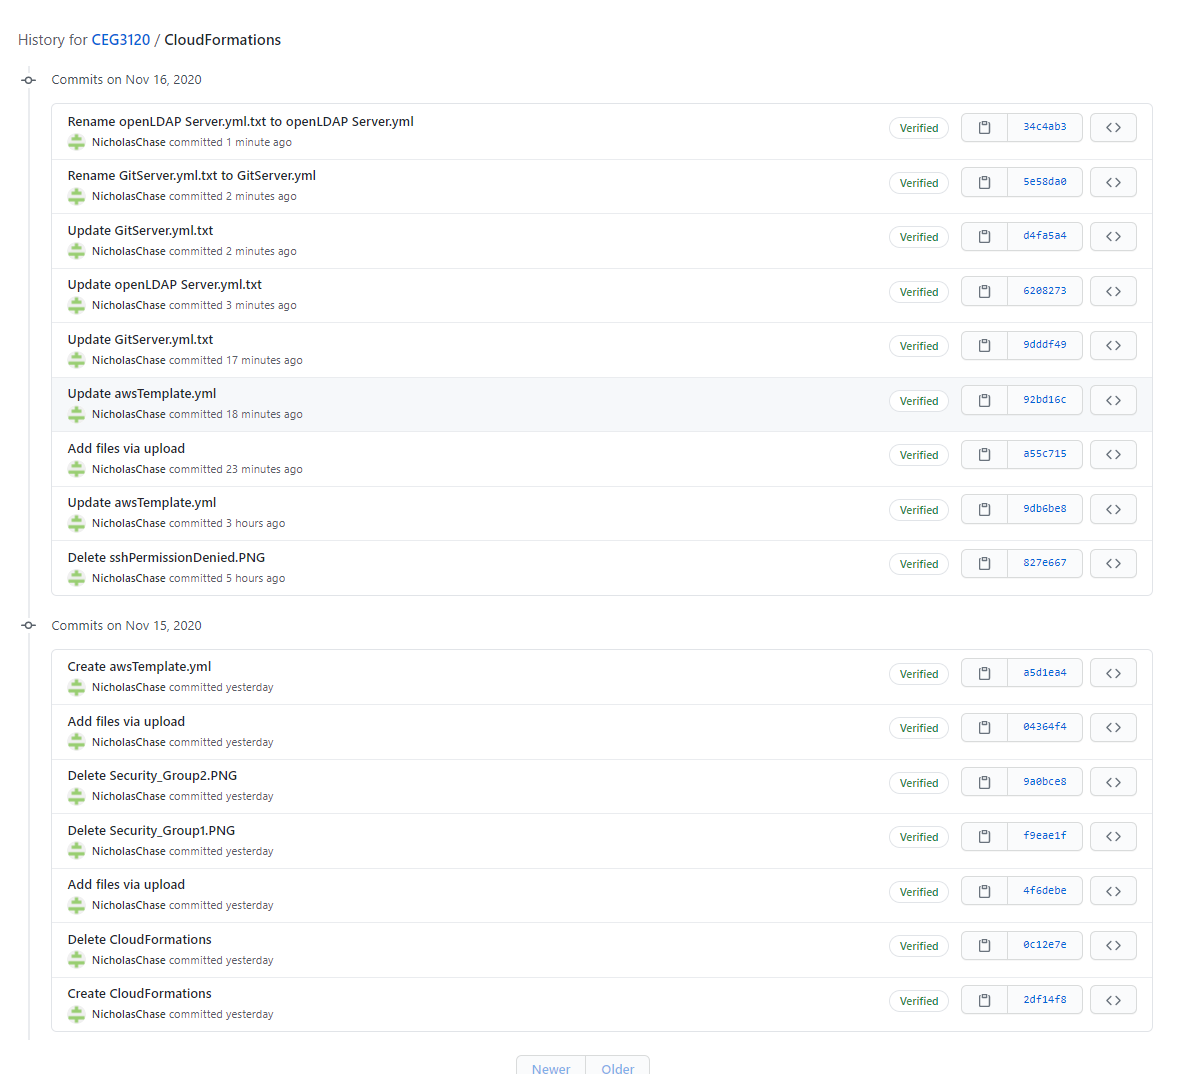 History for CEG3120 / CloudFormations
Commits on Nov 16, 2020
Rename openLDAP Server.yml.txt to openLDAP Server.yml
NicholasChase committed 1 minute ago
Verified
34c4ab3
Rename GitServer.yml.txt to GitServer.yml
NicholasChase committed 2 minutes ago
Verified
5e58da0
Update GitServer.yml.txt
NicholasChase committed 2 minutes ago
Verified
d4fa5a4
Update openLDAP Server.yml.txt
NicholasChase committed 3 minutes ago
Verified
6208273
Update GitServer.yml.txt
NicholasChase committed 17 minutes ago
Verified
9dddf49
Update awsTemplate.yml
NicholasChase committed 18 minutes ago
Verified
92bd16c
Add files via upload
NicholasChase committed 23 minutes ago
Verified
a55c715
Update awsTemplate.yml
NicholasChase committed 3 hours ago
Verified
9db6be8
Delete sshPermissionDenied.PNG
NicholasChase committed 5 hours ago
Verified
827e667
Commits on Nov 15, 2020
Create awsTemplate.yml
NicholasChase committed yesterday
Verified
a5d1ea4
Add files via upload
NicholasChase committed yesterday
Verified
04364f4
Delete Security_Group2.PNG
NicholasChase committed yesterday
Verified
9a0bce8
Delete Security_Group1.PNG
NicholasChase committed yesterday
Verified
f9eae1f
Add files via upload
NicholasChase committed yesterday
Verified
4f6debe
Delete CloudFormations
NicholasChase committed yesterday
Verified
0c12e7e
Create CloudFormations
NicholasChase committed yesterday
Verified
2df14f8
Newer Older